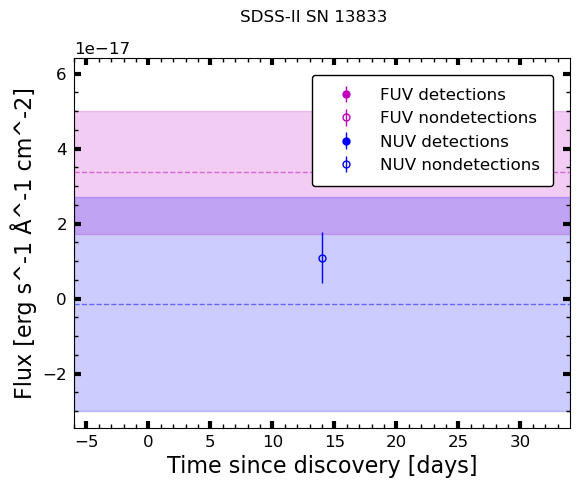 SDSS-II SN 13833
1e−17
6
4
2
0
−2
FUV detections
FUV nondetections
NUV detections
NUV nondetections
Flux [erg s^-1 Å^-1 cm^-2]
−5 0 5 10 15 20 25 30
Time since discovery [days]